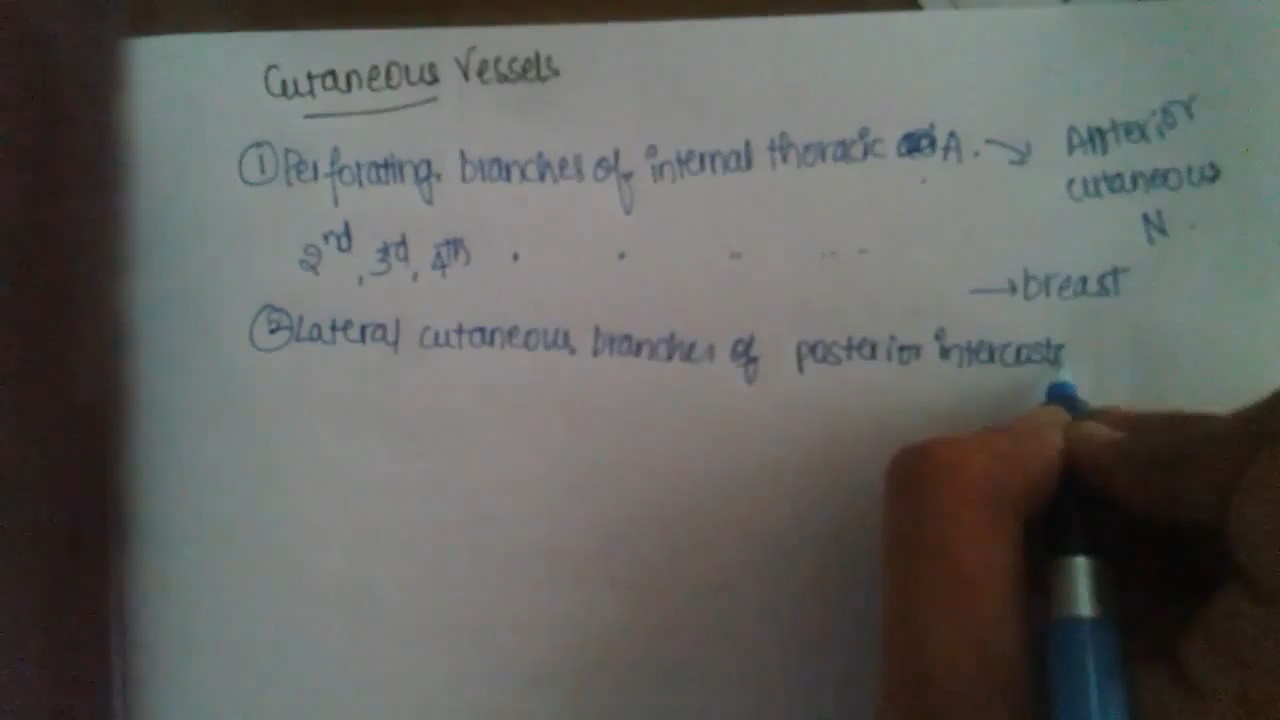 Cutaneous Vessels
① Perforating branches of internal thoracic A. → Anterior
cutaneous
N.
2nd, 3rd, 4th
→ breast
② Lateral cutaneous branches of posterior intercost